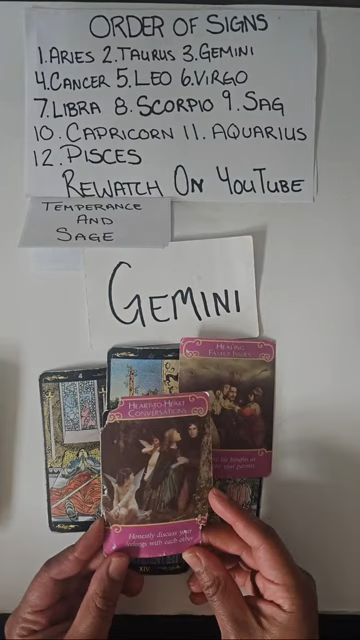 ORDER OF SIGNS
1.ARIES 2.TAURUS 3.GEMINI
4.CANCER 5.LEO 6.VIRGO
7.LIBRA 8.SCORPIO 9.SAG
10.CAPRICORN 11.AQUARIUS
12.PISCES
REWATCH ON YOUTUBE
TEMPERANCE
AND
SAGE
GEMINI
HEALING
FAMILY ISSUES
HEART-TO-HEART
CONVERSATIONS
Honestly discuss your
feelings with each other
XIV